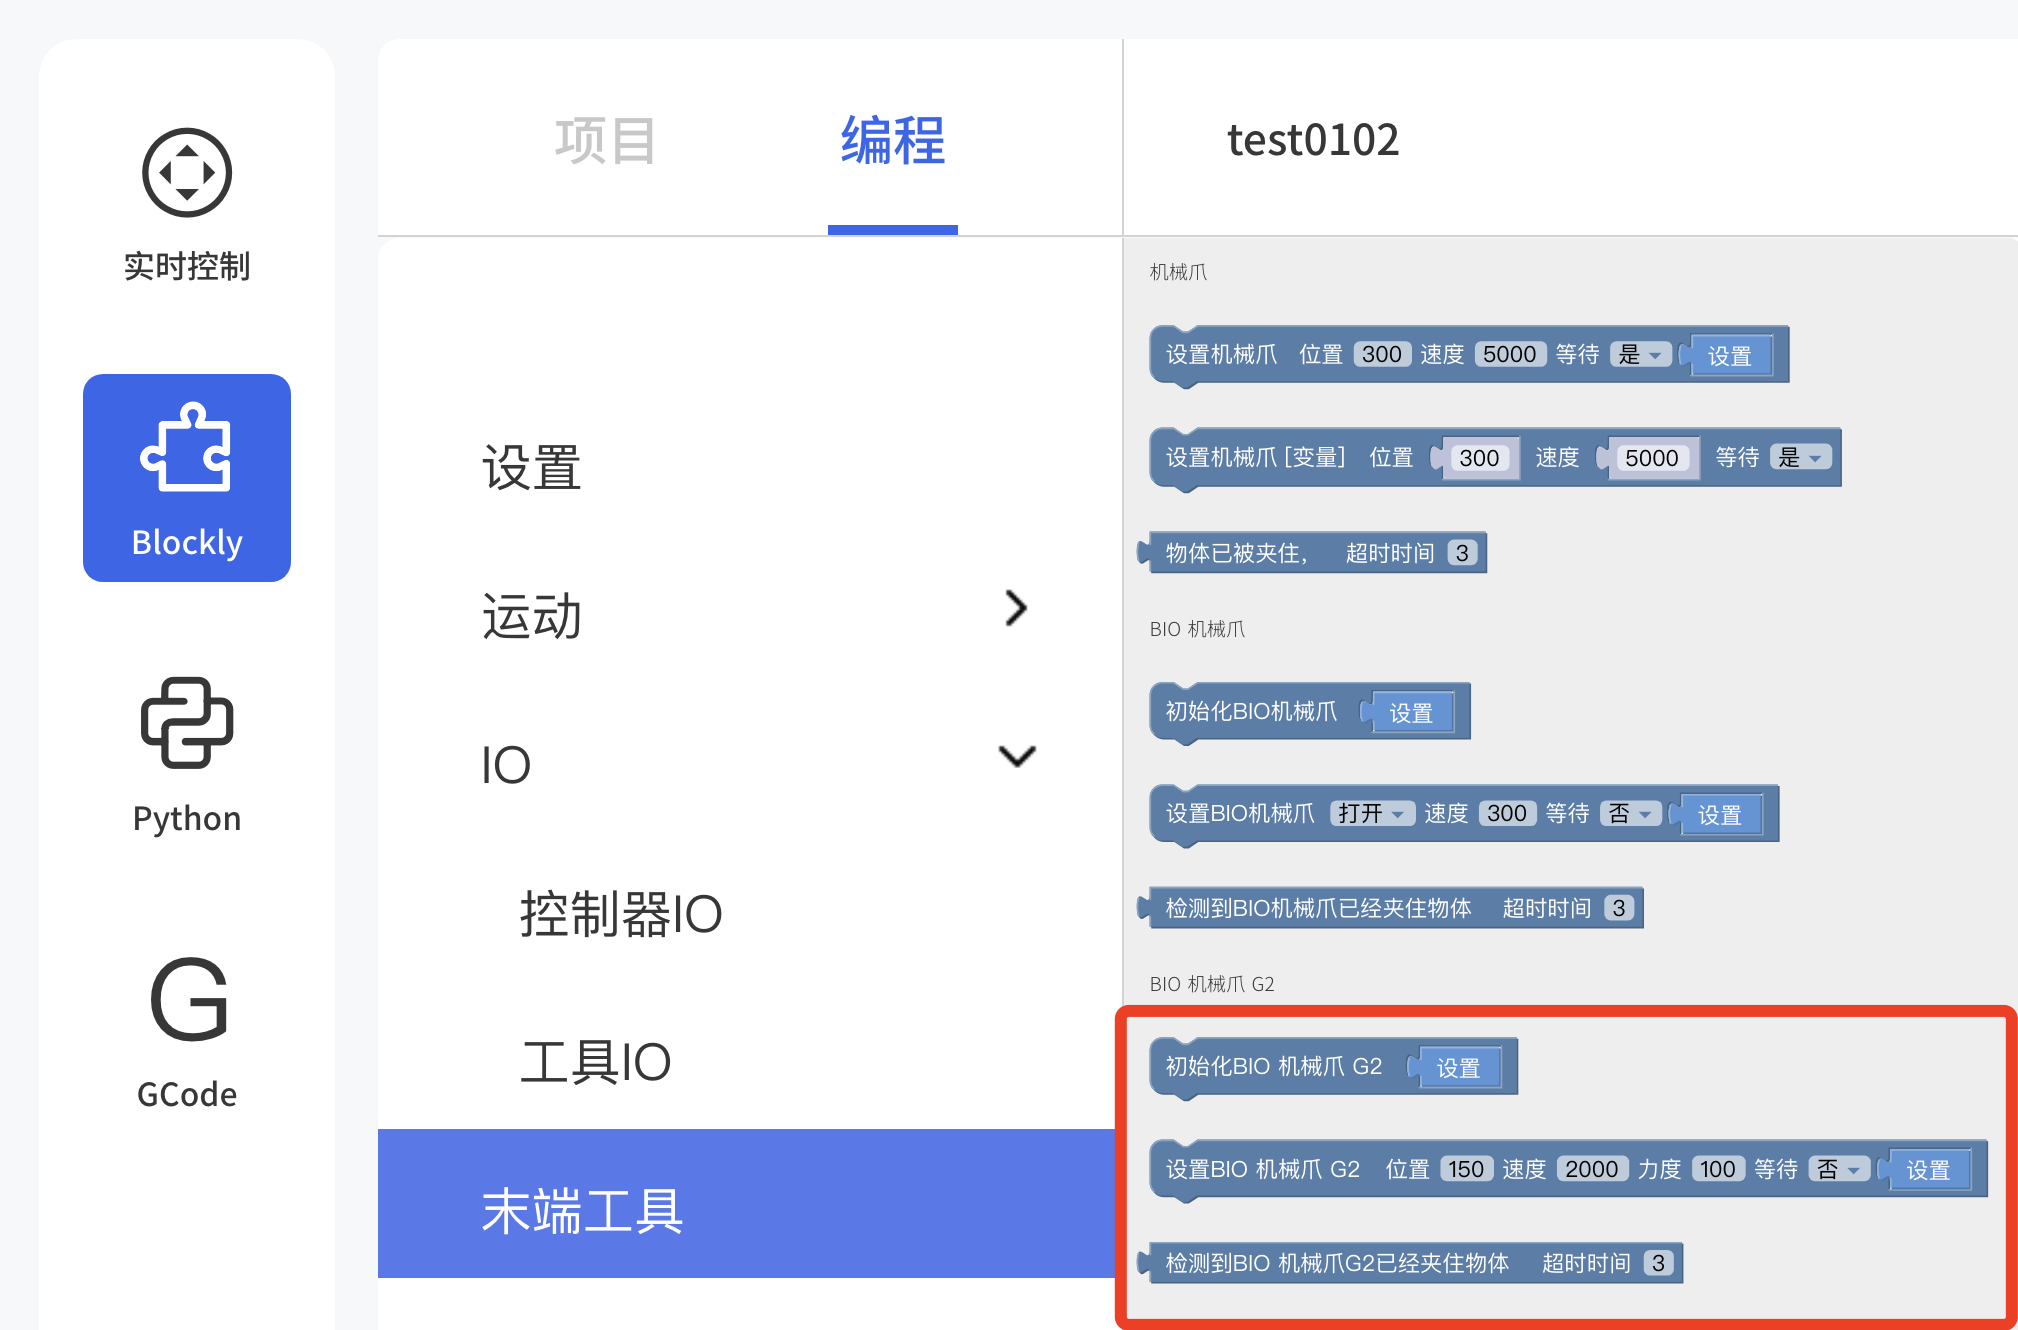 实时控制
Blockly
Python
G
GCode
项目 编程
设置
运动
IO
控制器IO
工具IO
末端工具
test0102
机械爪
设置机械爪 位置 300 速度 5000 等待 是 设置
设置机械爪 [变量] 位置 300 速度 5000 等待 是
物体已被夹住, 超时时间 3
BIO 机械爪
初始化BIO机械爪 设置
设置BIO机械爪 打开 速度 300 等待 否 设置
检测到BIO机械爪已经夹住物体 超时时间 3
BIO 机械爪 G2
初始化BIO 机械爪 G2 设置
设置BIO 机械爪 G2 位置 150 速度 2000 力度 100 等待 否 设置
检测到BIO 机械爪G2已经夹住物体 超时时间 3